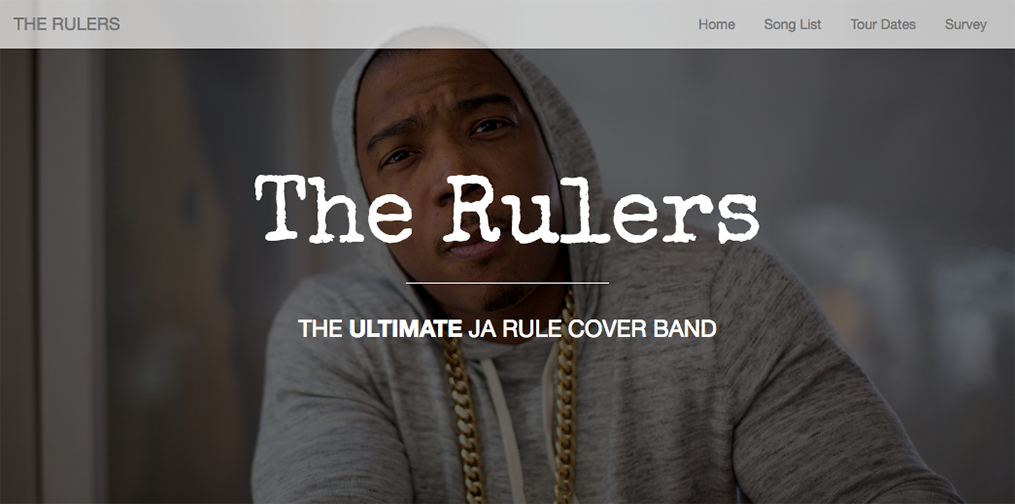 THE RULERS
Home Song List Tour Dates Survey
The Rulers
THE ULTIMATE JA RULE COVER BAND